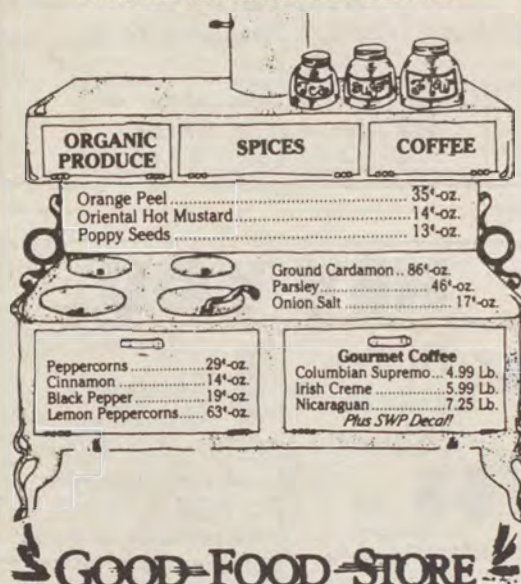 Tea
Sugar
Flour
ORGANIC
PRODUCE
SPICES
COFFEE
Orange Peel 35¢-oz.
Oriental Hot Mustard 14¢-oz.
Poppy Seeds 13¢-oz.
Ground Cardamon .. 86¢-oz.
Parsley 46¢-oz.
Onion Salt 17¢-oz.
Peppercorns 29¢-oz.
Cinnamon 14¢-oz.
Black Pepper 19¢-oz.
Lemon Peppercorns 63¢-oz.
Gourmet Coffee
Columbian Supremo ... 4.99 Lb.
Irish Creme 5.99 Lb.
Nicaraguan 7.25 Lb.
Plus SWP Decaf!
GOOD FOOD STORE